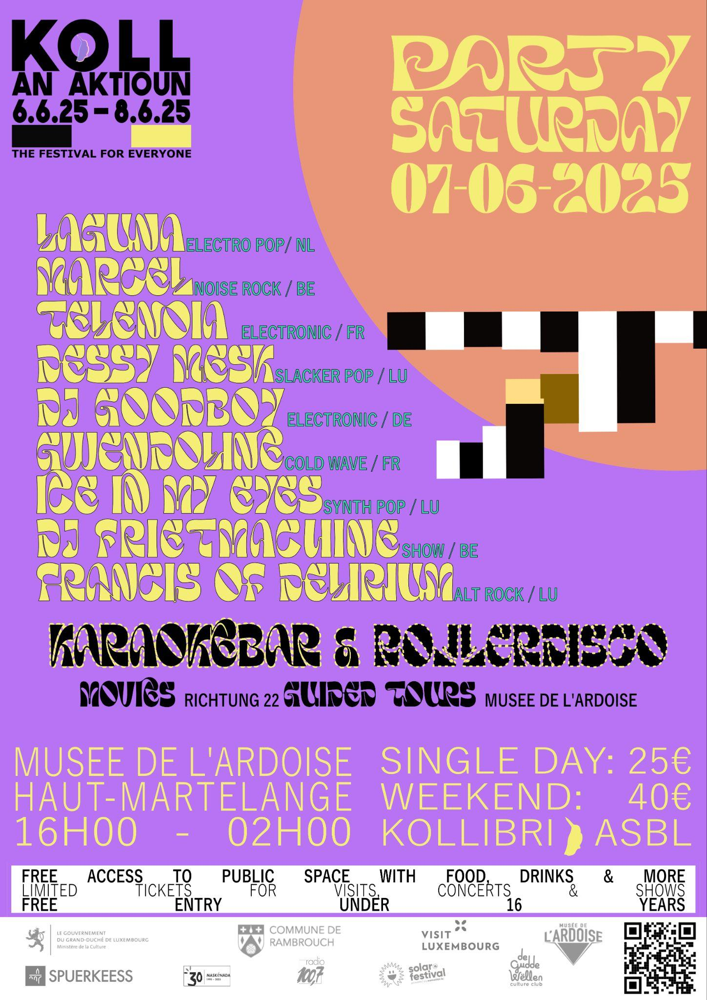 KOLL
AN AKTIOUN
6.6.25 – 8.6.25
THE FESTIVAL FOR EVERYONE
PARTY
SATURDAY
07-06-2025
LAGUNA ELECTRO POP/ NL
MARCEL NOISE ROCK / BE
TELENOIA ELECTRONIC / FR
DESSY MESK SLACKER POP / LU
DJ GOODBOY ELECTRONIC / DE
GWENDOLINE COLD WAVE / FR
ICE IN MY EYES SYNTH POP / LU
DJ FRIETMACHINE SHOW / BE
FRANCIS OF DELIRIUM ALT ROCK / LU
KARAOKEBAR & ROLLERDISCO
MOVIES RICHTUNG 22 GUIDED TOURS MUSEE DE L'ARDOISE
MUSEE DE L'ARDOISE
HAUT-MARTELANGE
16H00 - 02H00
SINGLE DAY: 25€
WEEKEND: 40€
KOLLIBRI ASBL
FREE ACCESS TO PUBLIC SPACE WITH FOOD, DRINKS & MORE
LIMITED TICKETS FOR VISITS, CONCERTS & SHOWS
FREE ENTRY UNDER 16 YEARS
LE GOUVERNEMENT
DU GRAND-DUCHÉ DE LUXEMBOURG
Ministère de la Culture
COMMUNE DE
RAMBROUCH
VISIT
LUXEMBOURG
MUSÉE DE
L'ARDOISE
SPUERKEESS
30 MASKÉNADA
1995 - 2025
radio
100,7
solar
festival
powered by eurosolar.lu
de
Gudde
Wëllen
culture club